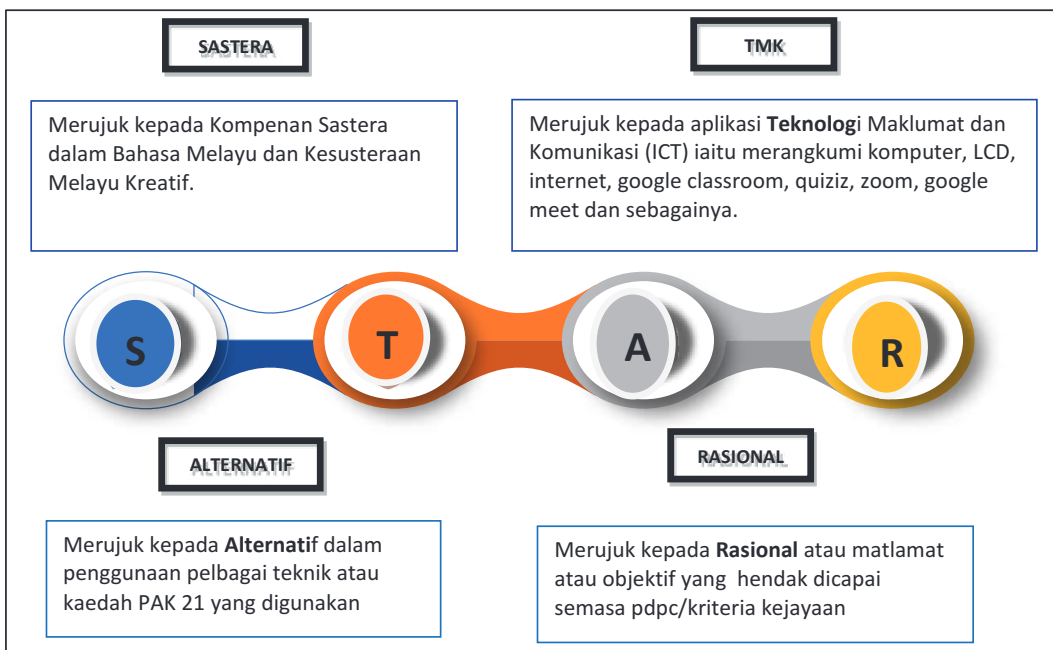 SASTERA
TMK
Merujuk kepada Kompenan Sastera
dalam Bahasa Melayu dan Kesusteraan
Melayu Kreatif.
Merujuk kepada aplikasi Teknologi Maklumat dan
Komunikasi (ICT) iaitu merangkumi komputer, LCD,
internet, google classroom, quiziz, zoom, google
meet dan sebagainya.
S
T
A
R
ALTERNATIF
RASIONAL
Merujuk kepada Alternatif dalam
penggunaan pelbagai teknik atau
kaedah PAK 21 yang digunakan
Merujuk kepada Rasional atau matlamat
atau objektif yang hendak dicapai
semasa pdpc/kriteria kejayaan